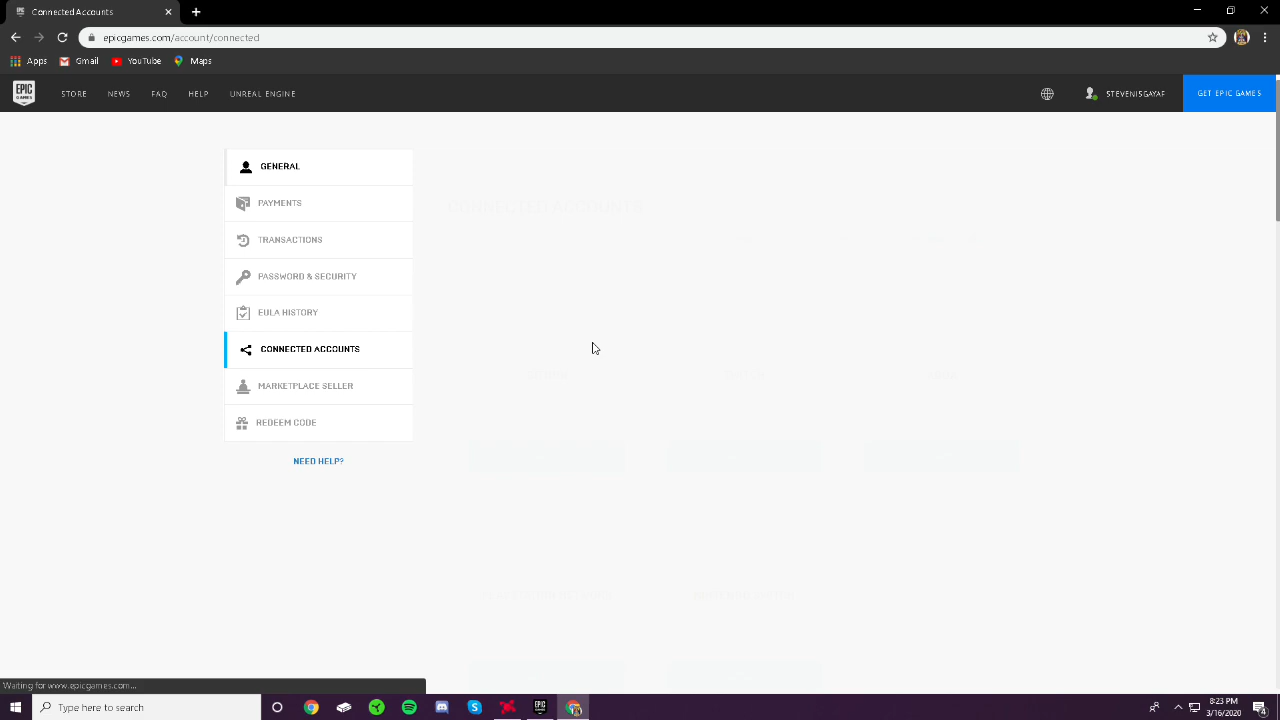 Connected Accounts
epicgames.com/account/connected
Apps Gmail YouTube Maps
EPIC GAMES STORE NEWS FAQ HELP UNREAL ENGINE STEVENISGAYAF GET EPIC GAMES
GENERAL
CONNECTED ACCOUNTS
PAYMENTS
TRANSACTIONS
PASSWORD & SECURITY
EULA HISTORY
CONNECTED ACCOUNTS
MARKETPLACE SELLER
REDEEM CODE
NEED HELP?
Waiting for www.epicgames.com...
Type here to search
8:23 PM
3/16/2020